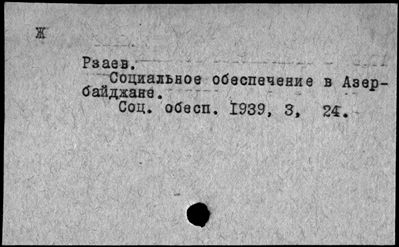 Ж
Рзаев.
Социальное обеспечение в Азер-
байджане.
Соц. обесп. 1939, 3, 24.